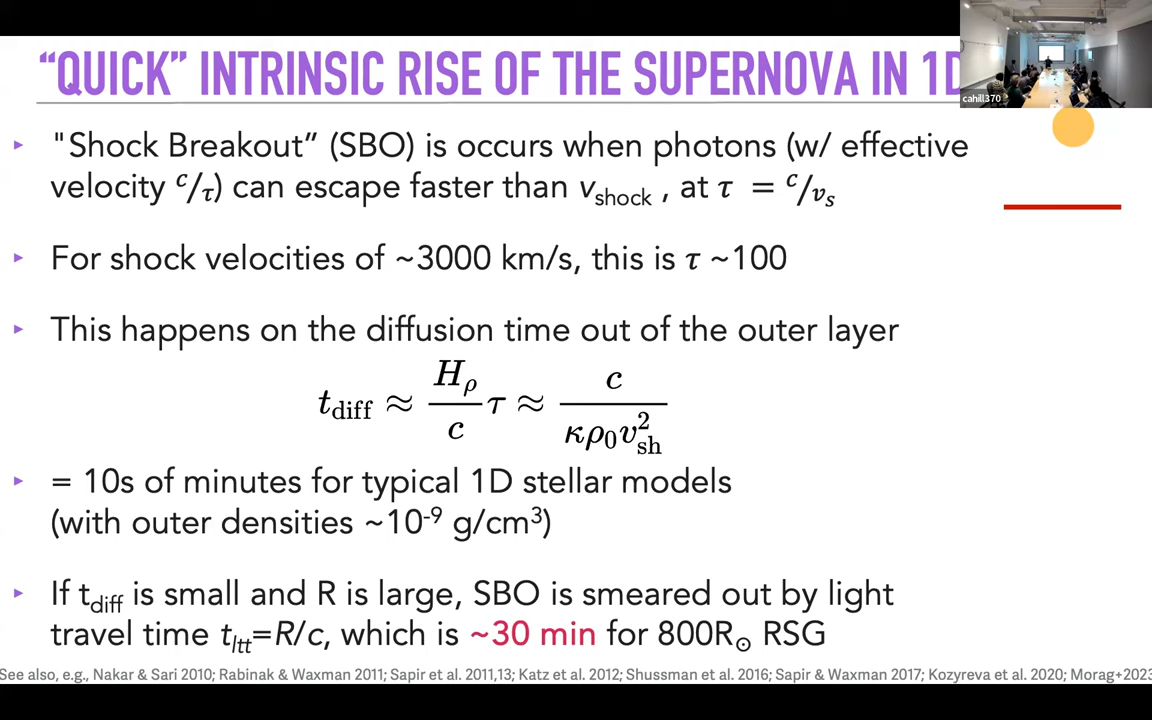 “QUICK” INTRINSIC RISE OF THE SUPERNOVA IN 1D
cahill370
"Shock Breakout” (SBO) is occurs when photons (w/ effective
velocity c/τ) can escape faster than vshock , at τ = c/vs
For shock velocities of ~3000 km/s, this is τ ~100
This happens on the diffusion time out of the outer layer
tdiff ≈ Hρ/c τ ≈ c/κρ0v²sh
= 10s of minutes for typical 1D stellar models
(with outer densities ~10⁻⁹ g/cm³)
If tdiff is small and R is large, SBO is smeared out by light
travel time tltt=R/c, which is ~30 min for 800R☉ RSG
See also, e.g., Nakar & Sari 2010; Rabinak & Waxman 2011; Sapir et al. 2011,13; Katz et al. 2012; Shussman et al. 2016; Sapir & Waxman 2017; Kozyreva et al. 2020; Morag+2023